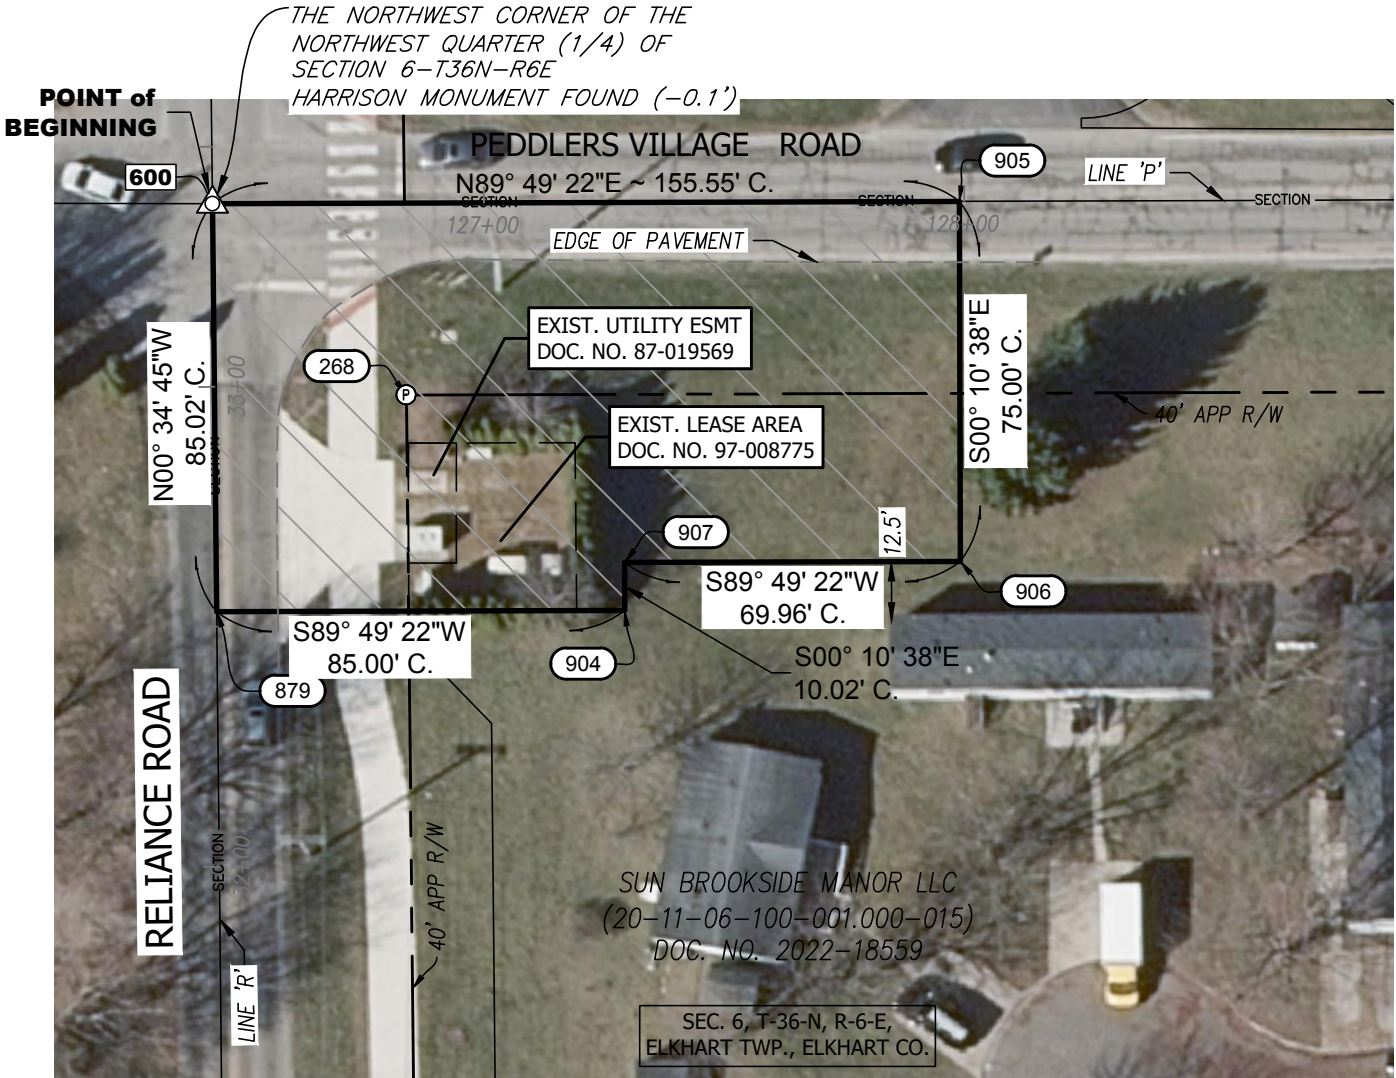 THE NORTHWEST CORNER OF THE
NORTHWEST QUARTER (1/4) OF
SECTION 6-T36N-R6E
HARRISON MONUMENT FOUND (-0.1')
POINT of
BEGINNING
600
PEDDLERS VILLAGE ROAD
N89° 49' 22"E ~ 155.55' C.
905
LINE 'P'
SECTION
SECTION
SECTION
127+00
128+00
EDGE OF PAVEMENT
EXIST. UTILITY ESMT
DOC. NO. 87-019569
268
P
N00° 34' 45"W
85.02' C.
33+00
SECTION
S00° 10' 38"E
75.00' C.
40' APP R/W
EXIST. LEASE AREA
DOC. NO. 97-008775
12.5'
907
S89° 49' 22"W
69.96' C.
906
S89° 49' 22"W
85.00' C.
904
S00° 10' 38"E
10.02' C.
879
RELIANCE ROAD
SECTION
32+00
40' APP R/W
LINE 'R'
SUN BROOKSIDE MANOR LLC
(20-11-06-100-001.000-015)
DOC. NO. 2022-18559
SEC. 6, T-36-N, R-6-E,
ELKHART TWP., ELKHART CO.